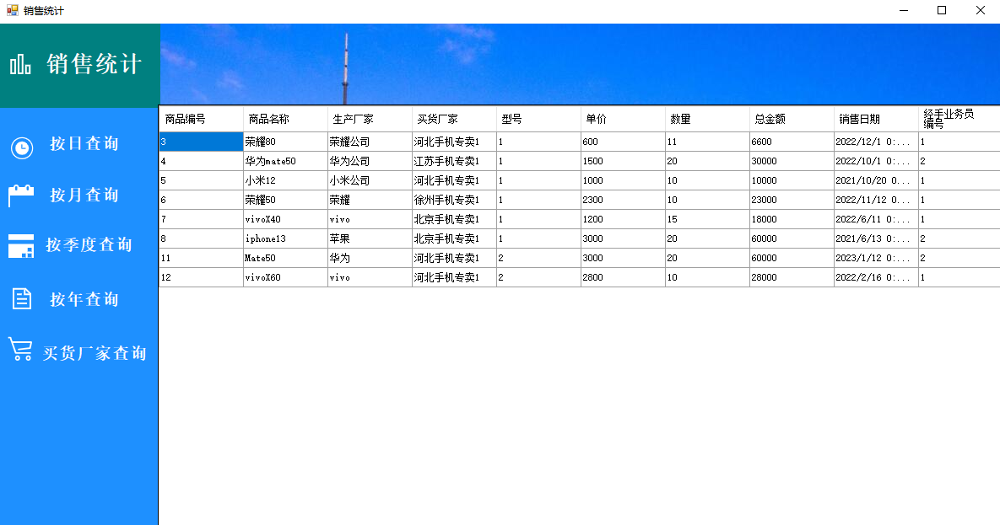 销售统计
销售统计
按日查询
按月查询
按季度查询
按年查询
买货厂家查询
商品编号 商品名称 生产厂家 买货厂家 型号 单价 数量 总金额 销售日期 经手业务员
编号
3 荣耀80 荣耀公司 河北手机专卖1 1 600 11 6600 2022/12/1 0:... 1
4 华为mate50 华为公司 江苏手机专卖1 1 1500 20 30000 2022/10/1 0:... 2
5 小米12 小米公司 河北手机专卖1 1 1000 10 10000 2021/10/20 0... 1
6 荣耀50 荣耀 徐州手机专卖1 1 2300 10 23000 2022/11/12 0... 1
7 vivoX40 vivo 北京手机专卖1 1 1200 15 18000 2022/6/11 0:... 1
8 iphone13 苹果 北京手机专卖1 1 3000 20 60000 2021/6/13 0:... 2
11 Mate50 华为 河北手机专卖1 2 3000 20 60000 2023/1/12 0:... 2
12 vivoX60 vivo 河北手机专卖1 2 2800 10 28000 2022/2/16 0:... 1